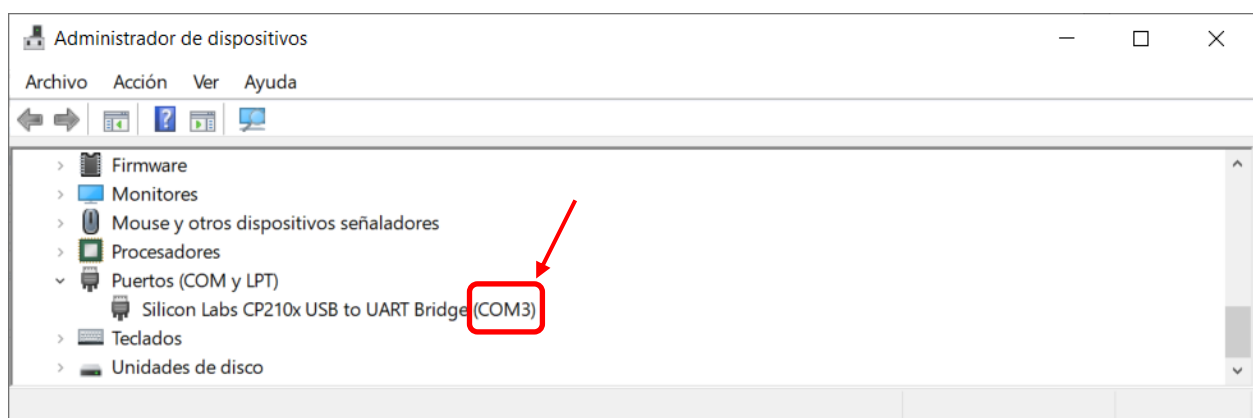 Administrador de dispositivos
Archivo Acción Ver Ayuda
Firmware
Monitores
Mouse y otros dispositivos señaladores
Procesadores
Puertos (COM y LPT)
Silicon Labs CP210x USB to UART Bridge (COM3)
Teclados
Unidades de disco